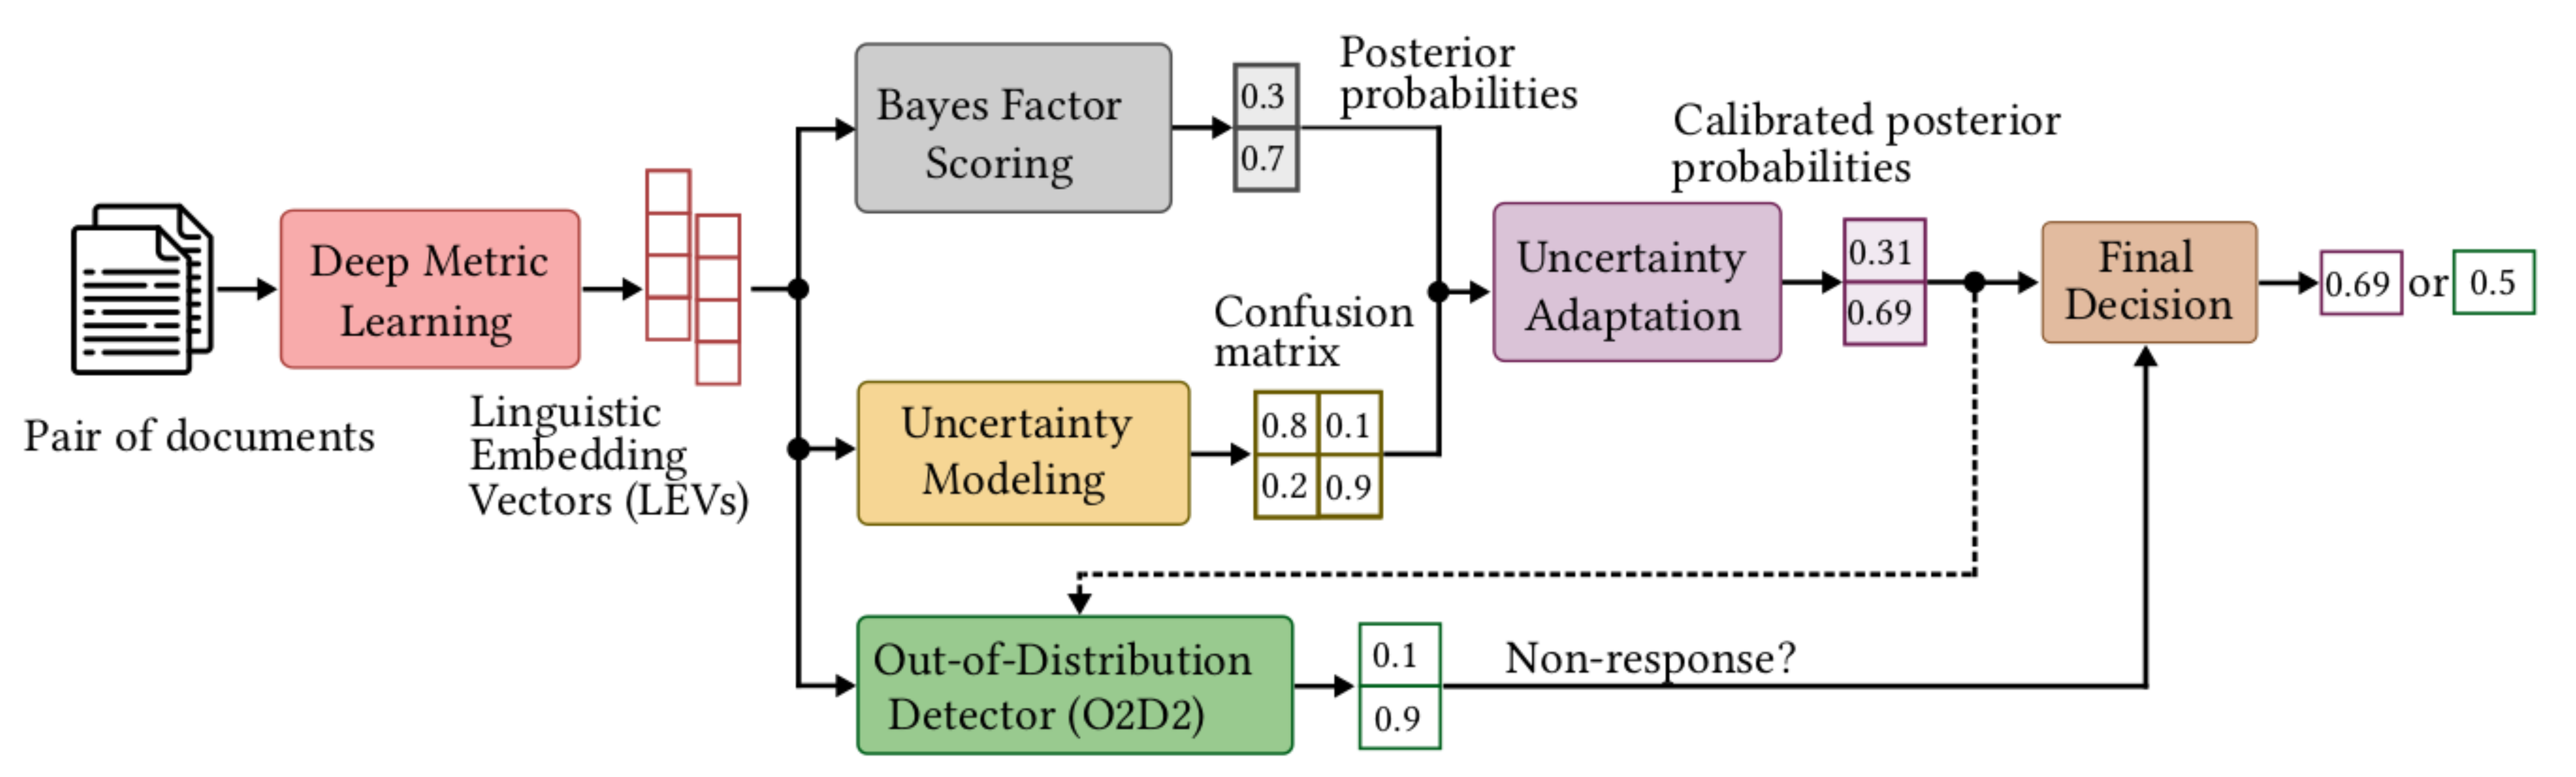 Pair of documents
Deep Metric
Learning
Linguistic
Embedding
Vectors (LEVs)
Bayes Factor
Scoring
0.3
0.7
Posterior
probabilities
Uncertainty
Modeling
Confusion
matrix
0.8 0.1
0.2 0.9
Uncertainty
Adaptation
Calibrated posterior
probabilities
0.31
0.69
Out-of-Distribution
Detector (O2D2)
0.1
0.9
Non-response?
Final
Decision
0.69 or 0.5